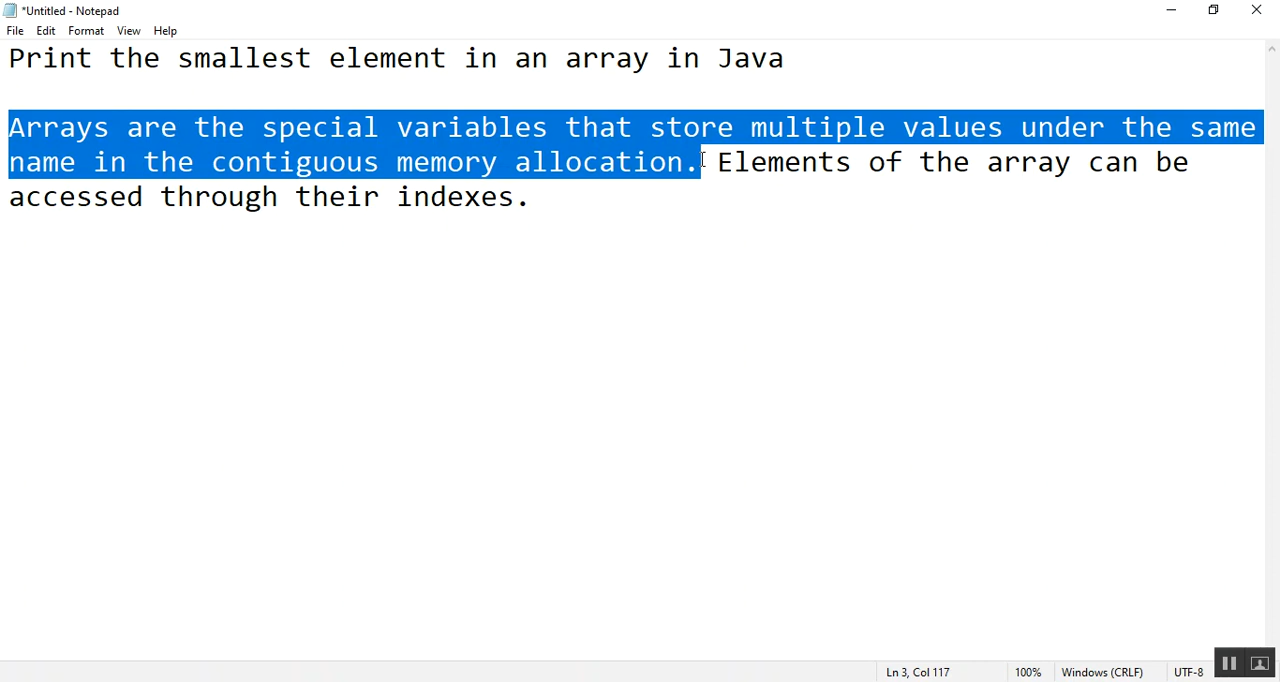 *Untitled - Notepad
File Edit Format View Help
Print the smallest element in an array in Java
Arrays are the special variables that store multiple values under the same
name in the contiguous memory allocation. Elements of the array can be
accessed through their indexes.
Ln 3, Col 117 100% Windows (CRLF) UTF-8